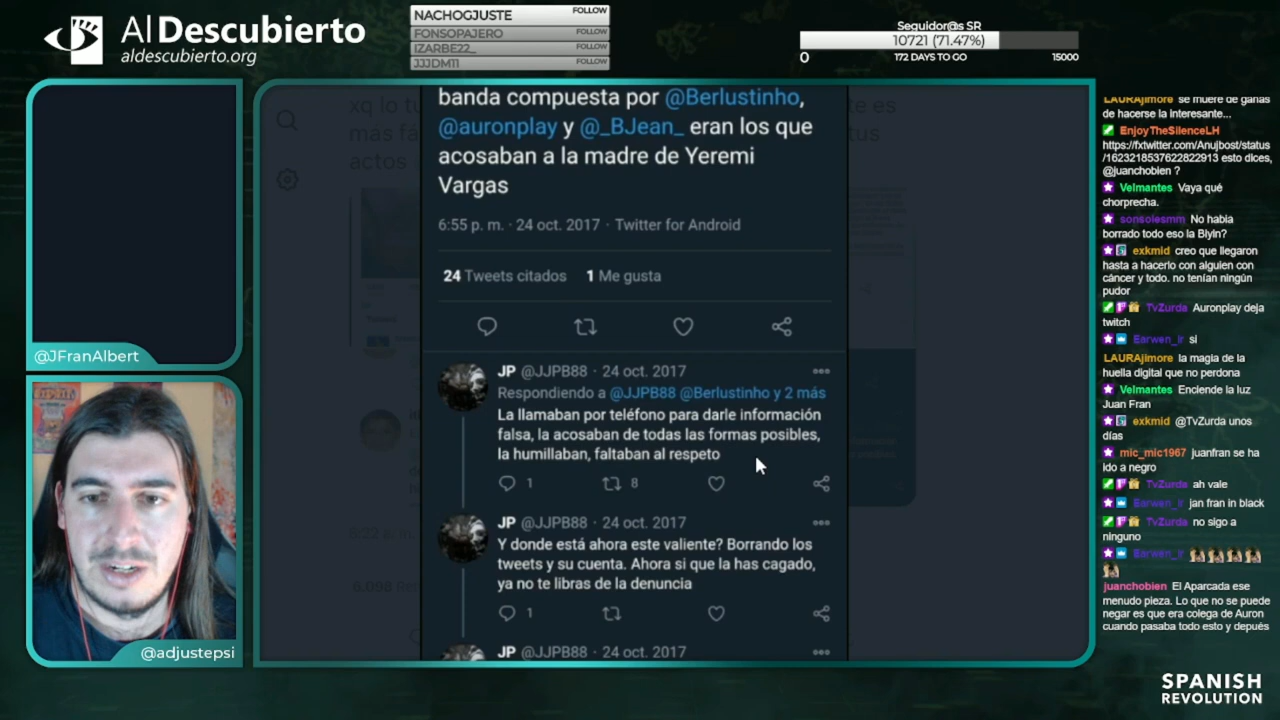 Al Descubierto
aldescubierto.org
NACHOGJUSTE FOLLOW
FONSOPAJERO FOLLOW
IZARBE22_ FOLLOW
JJJDM11 FOLLOW
Seguidor@s SR
10721 (71.47%)
0 172 DAYS TO GO 15000
@JFranAlbert
@adjustepsi
banda compuesta por @Berlustinho,
@auronplay y @_BJean_ eran los que
acosaban a la madre de Yeremi
Vargas
6:55 p. m. · 24 oct. 2017 · Twitter for Android
24 Tweets citados 1 Me gusta
JP @JJPB88 · 24 oct. 2017
Respondiendo a @JJPB88 @Berlustinho y 2 más
La llamaban por teléfono para darle información
falsa, la acosaban de todas las formas posibles,
la humillaban, faltaban al respeto
1 8
JP @JJPB88 · 24 oct. 2017
Y donde está ahora este valiente? Borrando los
tweets y su cuenta. Ahora si que la has cagado,
ya no te libras de la denuncia
1
JP @JJPB88 · 24 oct. 2017
LAURAjimore se muere de ganas
de hacerse la interesante...
EnjoyTheSilenceLH
https://fxtwitter.com/Anujbost/status
/1623218537622822913 esto dices,
@juanchobien ?
Velmantes Vaya qué
chorprecha.
sonsolesmm No habia
borrado todo eso la Blyin?
exkmid creo que llegaron
hasta a hacerlo con alguien con
cáncer y todo. no tenían ningún
pudor
TvZurda Auronplay deja
twitch
Earwen_ir si
LAURAjimore la magia de la
huella digital que no perdona
Velmantes Enciende la luz
Juan Fran
exkmid @TvZurda unos
días
mic_mic1967 juanfran se ha
ido a negro
TvZurda ah vale
Earwen_ir jan fran in black
TvZurda no sigo a
ninguno
Earwen_ir
juanchobien El Aparcada ese
menudo pieza. Lo que no se puede
negar es que era colega de Auron
cuando pasaba todo esto y depués
SPANISH
REVOLUTION